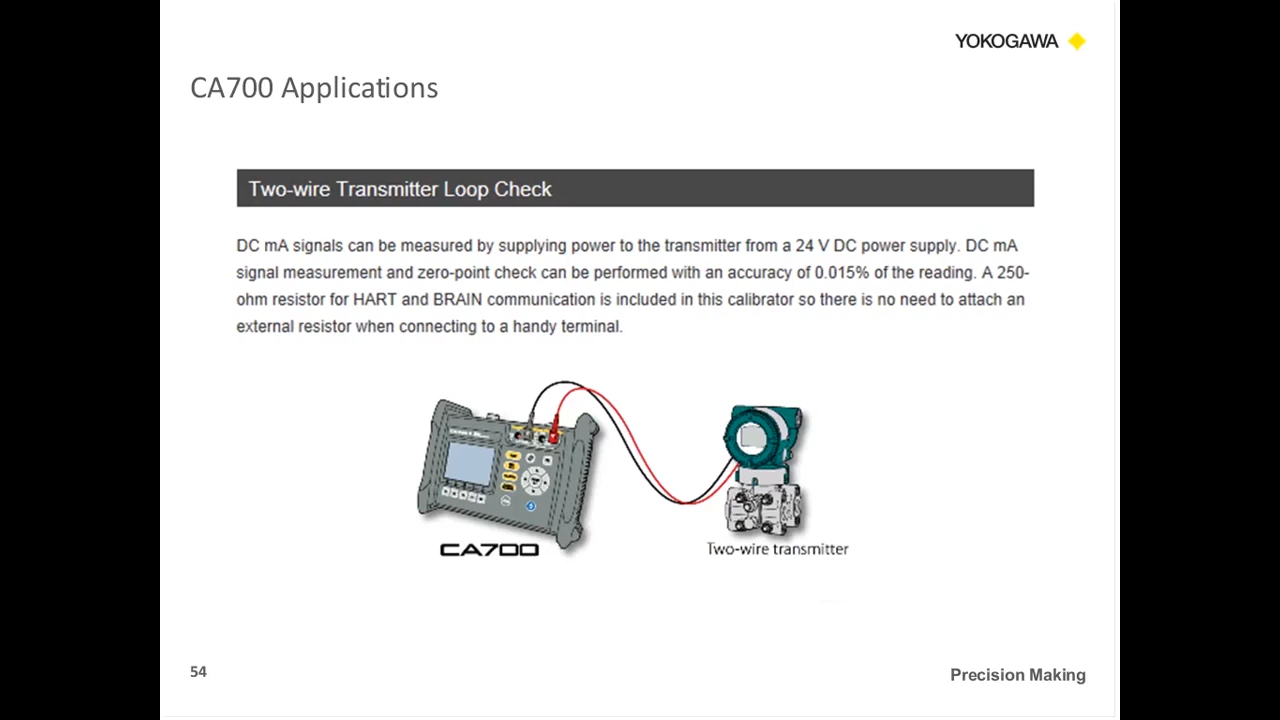 YOKOGAWA
CA700 Applications
Two-wire Transmitter Loop Check
DC mA signals can be measured by supplying power to the transmitter from a 24 V DC power supply. DC mA
signal measurement and zero-point check can be performed with an accuracy of 0.015% of the reading. A 250-
ohm resistor for HART and BRAIN communication is included in this calibrator so there is no need to attach an
external resistor when connecting to a handy terminal.
CA700
Two-wire transmitter
54
Precision Making